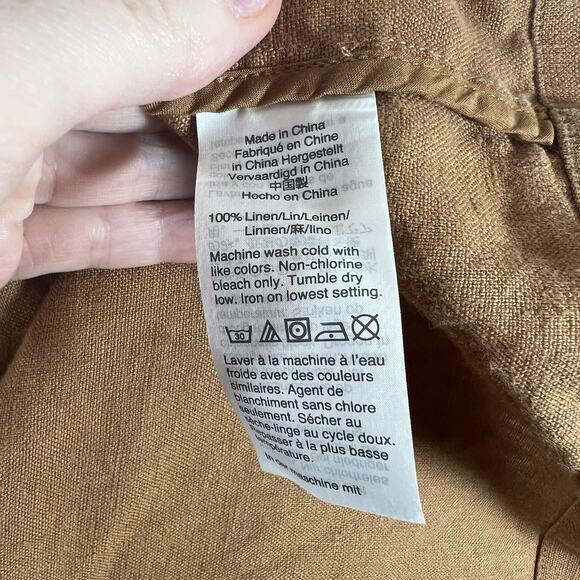 Made in China
Fabriqué en Chine
in China Hergestellt
Vervaardigd in China
中国製
Hecho en China
100% Linen/Lin/Leinen/
Linnen/麻/lino
Machine wash cold with
like colors. Non-chlorine
bleach only. Tumble dry
low. Iron on lowest setting.
30
Laver à la machine à l'eau
froide avec des couleurs
similaires. Agent de
blanchiment sans chlore
seulement. Sécher au
sèche-linge au cycle doux.
Repasser à la plus basse
température.
in der maschine mit